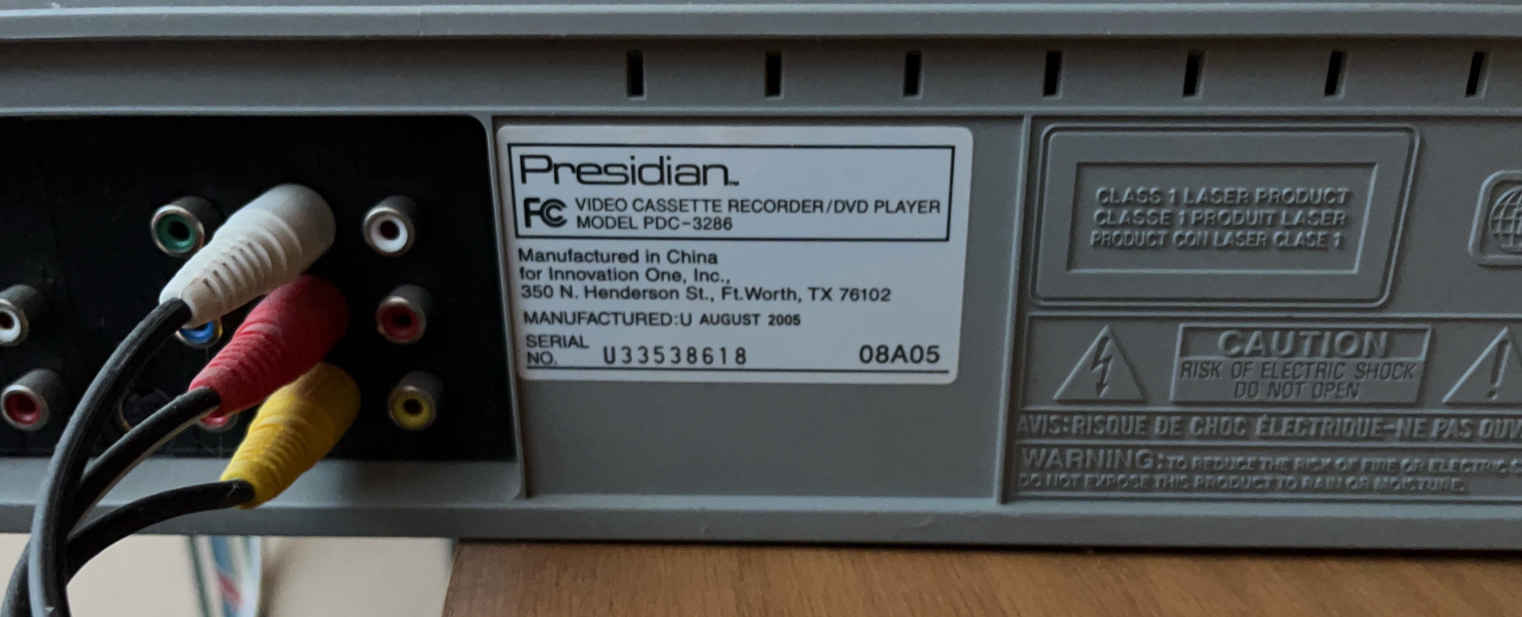 Presidian™
FC VIDEO CASSETTE RECORDER/DVD PLAYER
MODEL PDC-3286
Manufactured in China
for Innovation One, Inc.,
350 N. Henderson St., Ft.Worth, TX 76102
MANUFACTURED:U AUGUST 2005
SERIAL
NO. U33538618 08A05
CLASS 1 LASER PRODUCT
CLASSE 1 PRODUIT LASER
PRODUCT CON LASER CLASE 1
CAUTION
RISK OF ELECTRIC SHOCK
DO NOT OPEN
AVIS:RISQUE DE CHOC ÉLECTRIQUE-NE PAS
WARNING: TO REDUCE THE RISK OF FIRE OR ELECTRIC
DO NOT EXPOSE THIS PRODUCT TO RAIN OR MOISTURE.